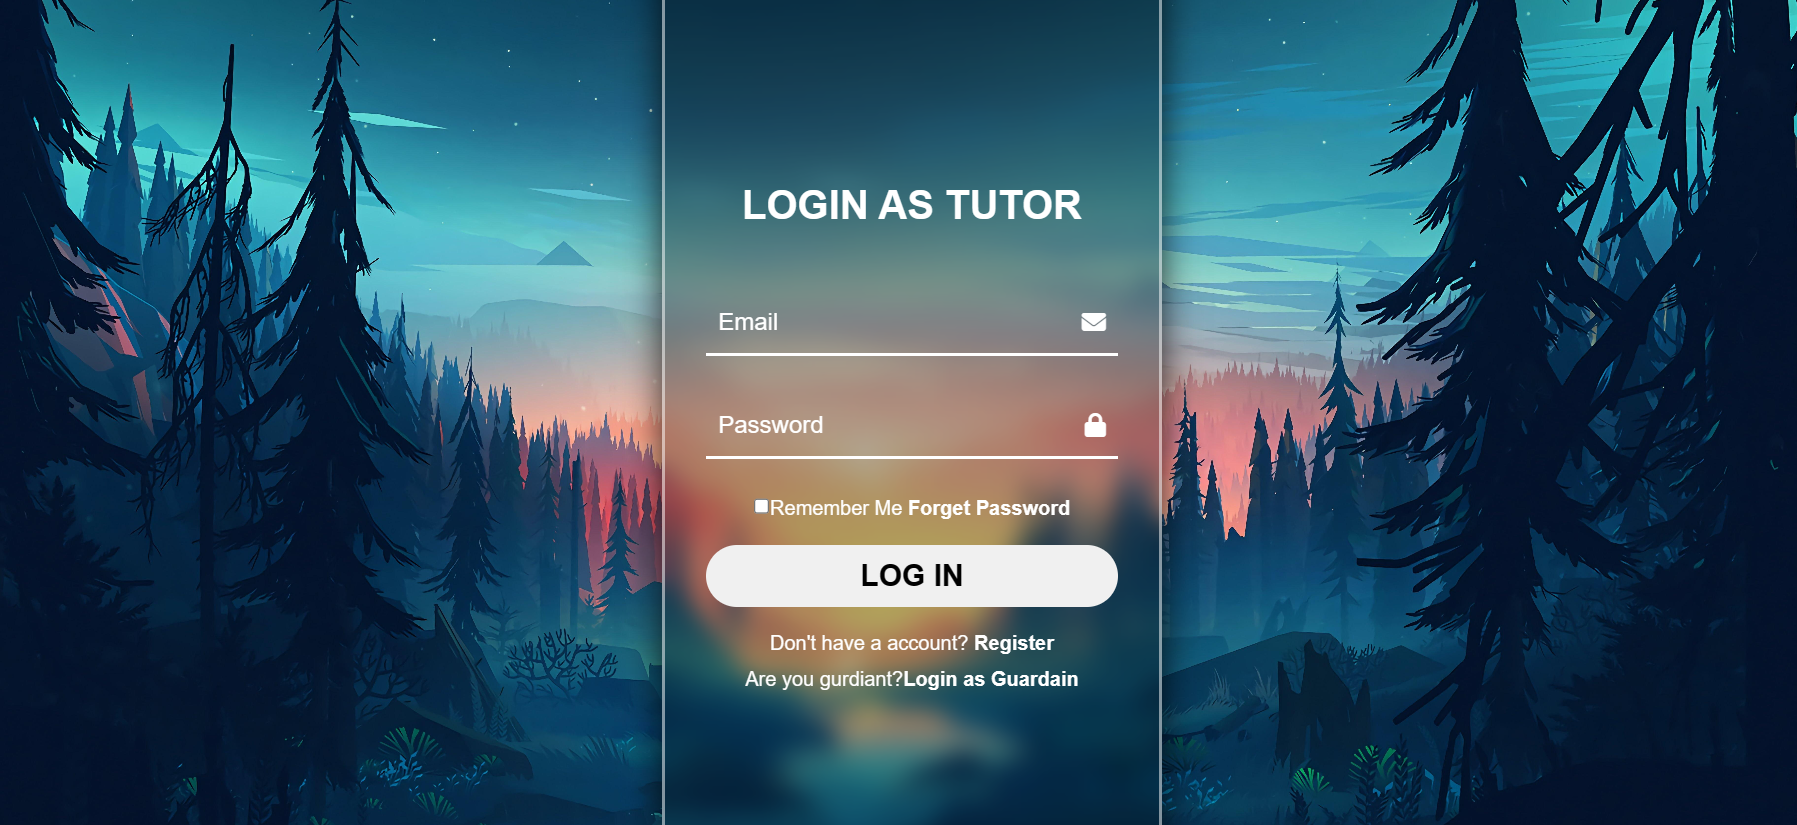 LOGIN AS TUTOR
Email
Password
Remember Me Forget Password
LOG IN
Don't have a account? Register
Are you gurdiant?Login as Guardain